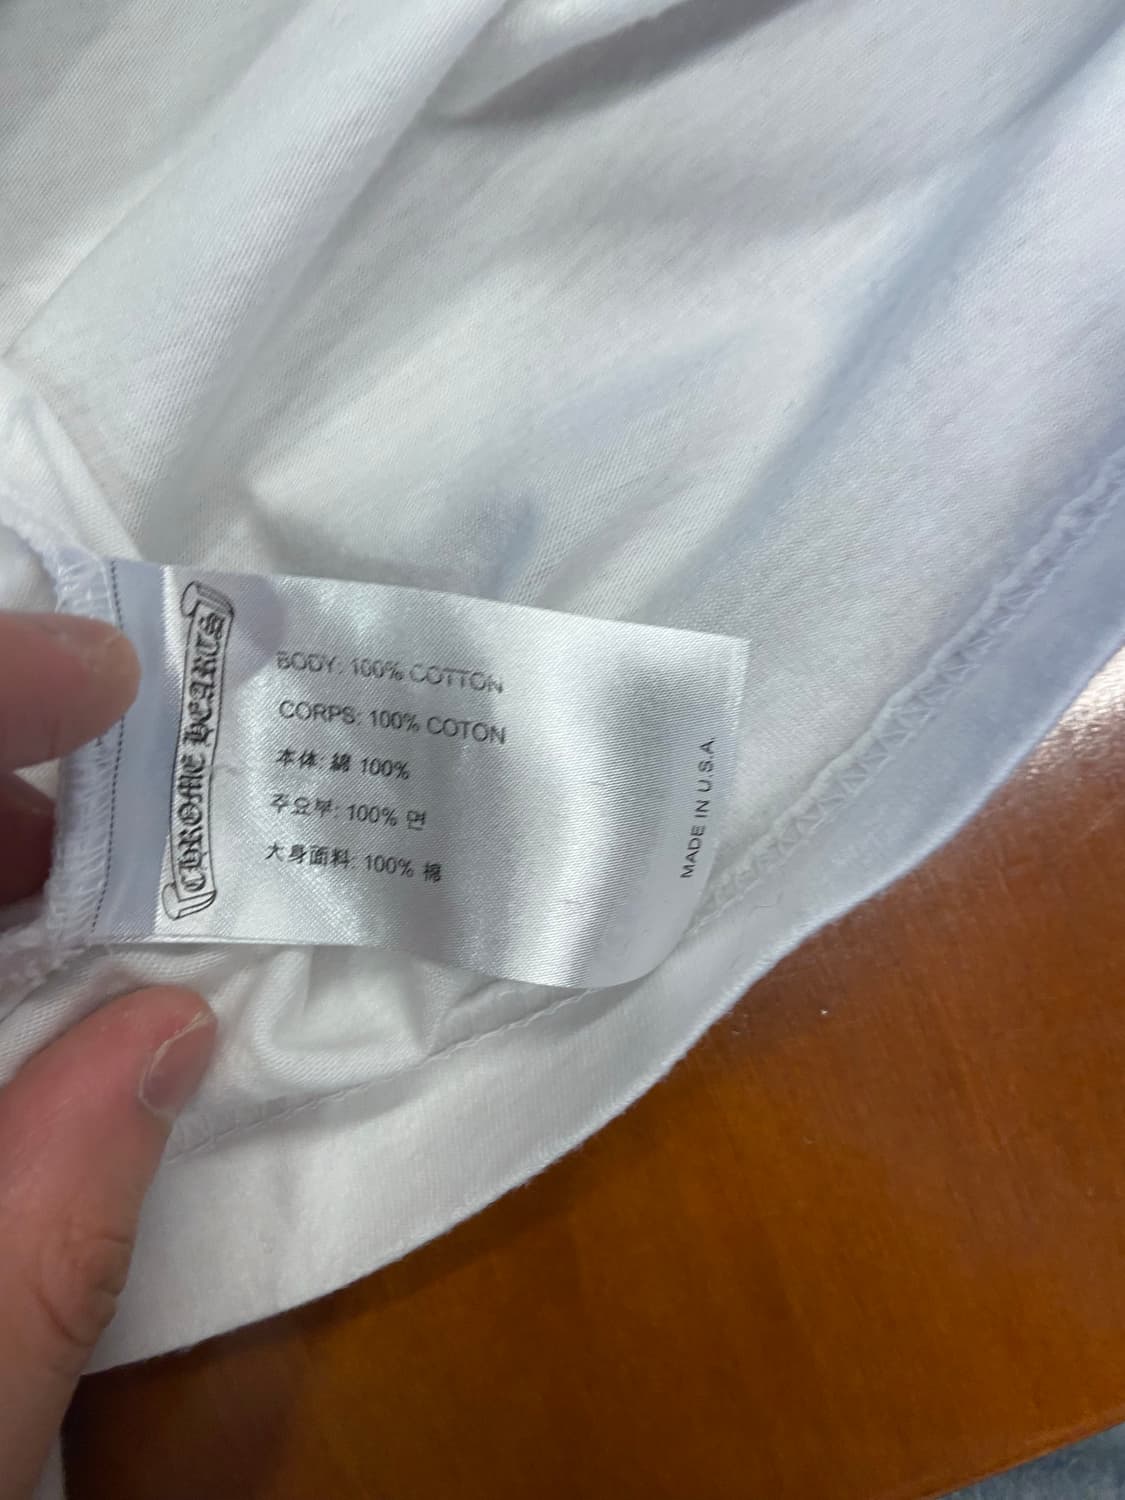 CHROME HEARTS
BODY: 100% COTTON
CORPS: 100% COTON
本体: 綿 100%
주요부: 100% 면
大身面料: 100% 棉
MADE IN U.S.A.